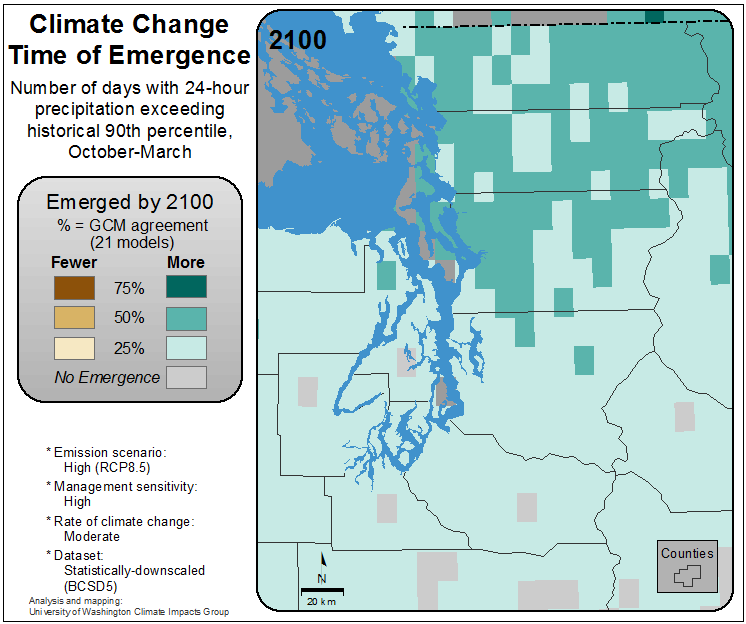 Climate Change
Time of Emergence
Number of days with 24-hour
precipitation exceeding
historical 90th percentile,
October-March
Emerged by 2100
% = GCM agreement
(21 models)
Fewer More
75%
50%
25%
No Emergence
* Emission scenario:
High (RCP8.5)
* Management sensitivity:
High
* Rate of climate change:
Moderate
* Dataset:
Statistically-downscaled
(BCSD5)
Analysis and mapping:
University of Washington Climate Impacts Group
2100
N
20 km
Counties